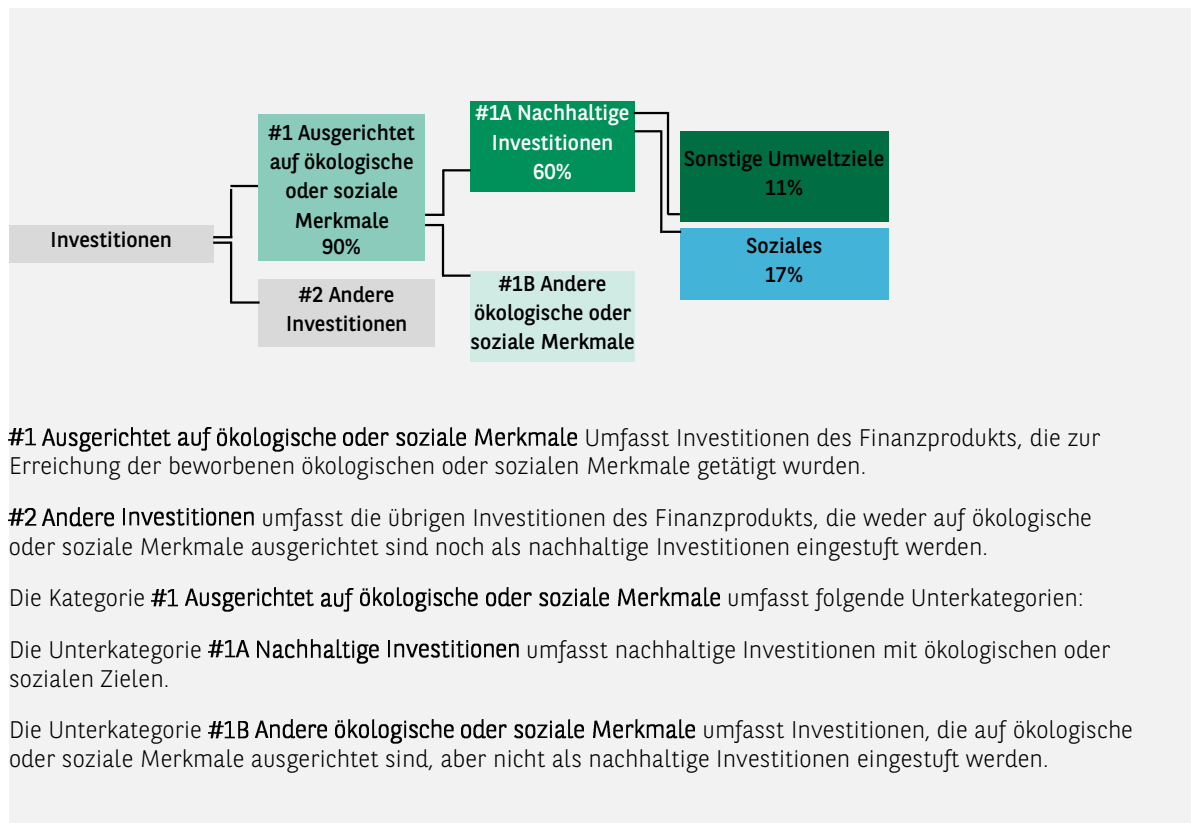 #1A Nachhaltige
Investitionen
60%
#1 Ausgerichtet
auf ökologische
oder soziale
Merkmale
90%
Sonstige Umweltziele
11%
Investitionen
Soziales
17%
#2 Andere
Investitionen
#1B Andere
ökologische oder
soziale Merkmale
#1 Ausgerichtet auf ökologische oder soziale Merkmale Umfasst Investitionen des Finanzprodukts, die zur
Erreichung der beworbenen ökologischen oder sozialen Merkmale getätigt wurden.
#2 Andere Investitionen umfasst die übrigen Investitionen des Finanzprodukts, die weder auf ökologische
oder soziale Merkmale ausgerichtet sind noch als nachhaltige Investitionen eingestuft werden.
Die Kategorie #1 Ausgerichtet auf ökologische oder soziale Merkmale umfasst folgende Unterkategorien:
Die Unterkategorie #1A Nachhaltige Investitionen umfasst nachhaltige Investitionen mit ökologischen oder
sozialen Zielen.
Die Unterkategorie #1B Andere ökologische oder soziale Merkmale umfasst Investitionen, die auf ökologische
oder soziale Merkmale ausgerichtet sind, aber nicht als nachhaltige Investitionen eingestuft werden.